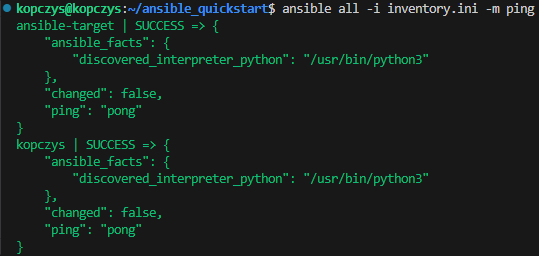 kopczys@kopczys:~/ansible_quickstart$ ansible all -i inventory.ini -m ping
ansible-target | SUCCESS => {
    "ansible_facts": {
        "discovered_interpreter_python": "/usr/bin/python3"
    },
    "changed": false,
    "ping": "pong"
}
kopczys | SUCCESS => {
    "ansible_facts": {
        "discovered_interpreter_python": "/usr/bin/python3"
    },
    "changed": false,
    "ping": "pong"
}